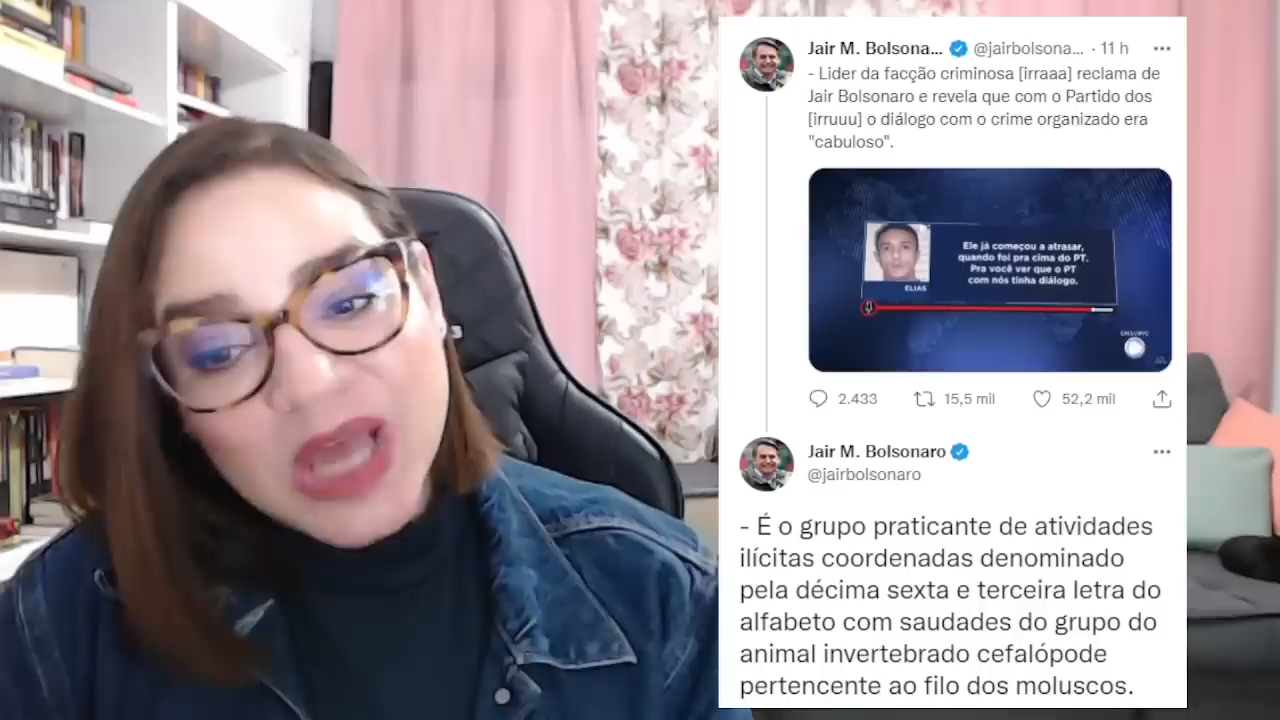 Jair M. Bolsona... @jairbolsona... · 11 h
- Lider da facção criminosa [irraaa] reclama de
Jair Bolsonaro e revela que com o Partido dos
[irruuu] o diálogo com o crime organizado era
"cabuloso".
Ele já começou a atrasar,
quando foi pra cima do PT.
Pra você ver que o PT
com nós tinha diálogo.
ELIAS
EXCLUSIVO
2.433 15,5 mil 52,2 mil
Jair M. Bolsonaro
@jairbolsonaro
- É o grupo praticante de atividades
ilícitas coordenadas denominado
pela décima sexta e terceira letra do
alfabeto com saudades do grupo do
animal invertebrado cefalópode
pertencente ao filo dos moluscos.